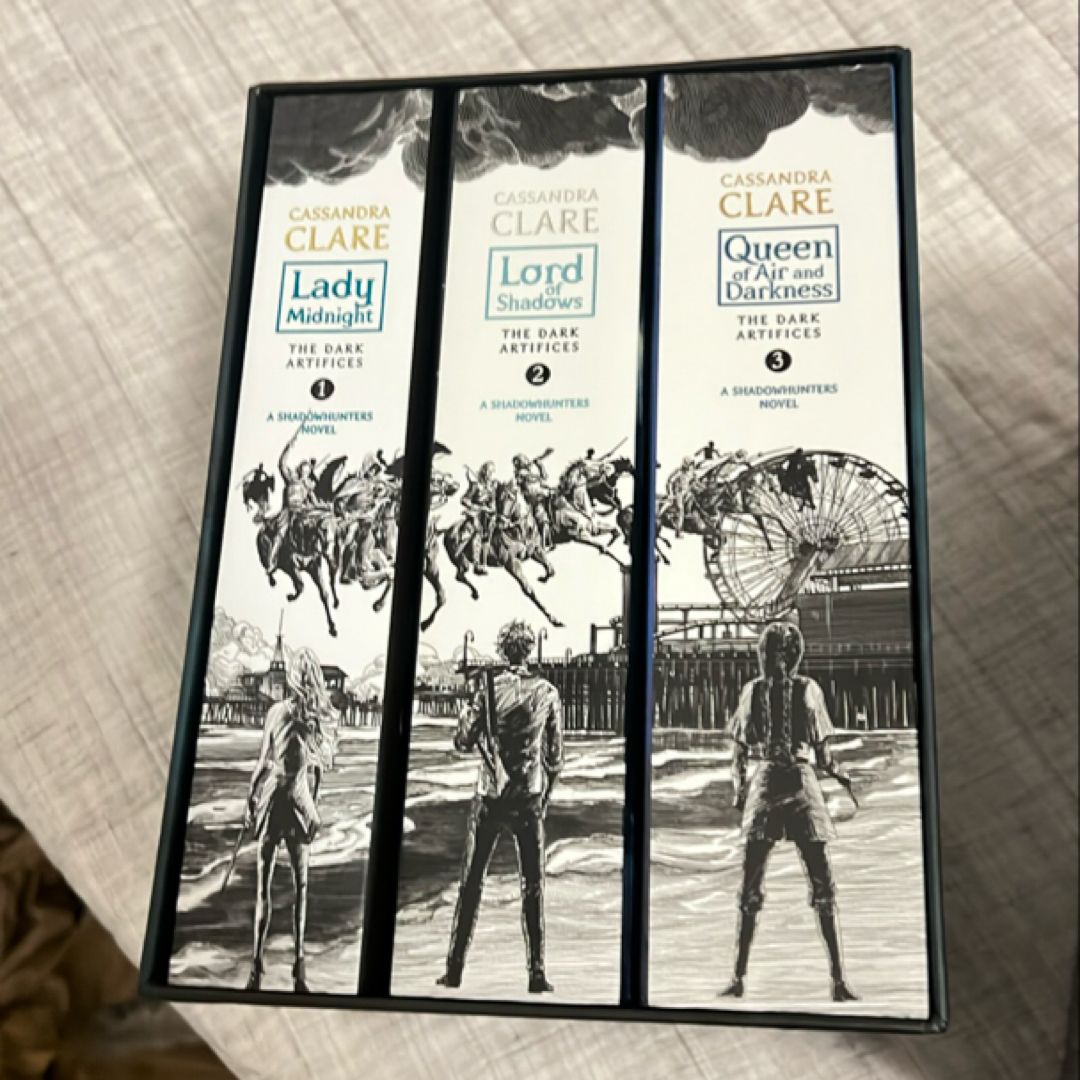 CASSANDRA
CLARE
Lady
Midnight
THE DARK
ARTIFICES
1
A SHADOWHUNTERS
NOVEL
CASSANDRA
CLARE
Lord
of
Shadows
THE DARK
ARTIFICES
2
A SHADOWHUNTERS
NOVEL
CASSANDRA
CLARE
Queen
of Air and
Darkness
THE DARK
ARTIFICES
3
A SHADOWHUNTERS
NOVEL